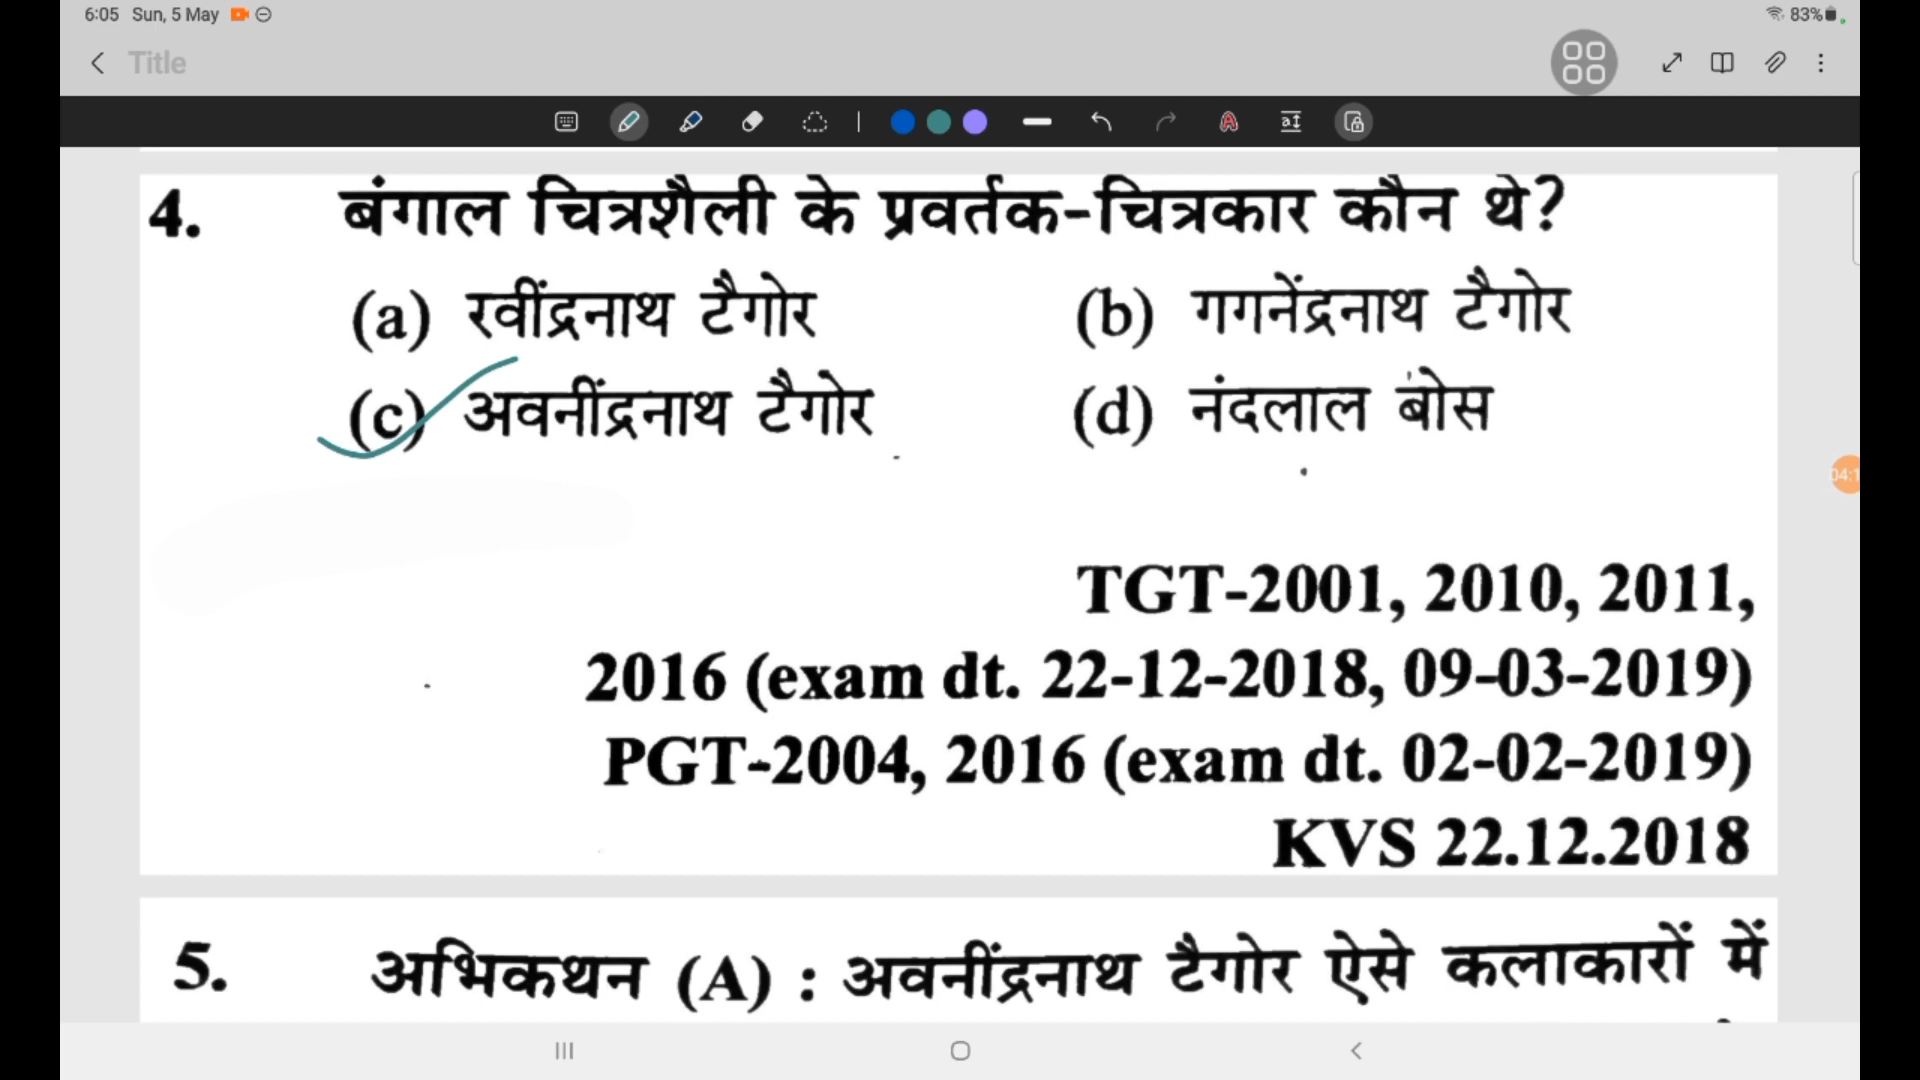 6:05 Sun, 5 May
83%
Title
4. बंगाल चित्रशैली के प्रवर्तक-चित्रकार कौन थे?
(a) रवींद्रनाथ टैगोर (b) गगनेंद्रनाथ टैगोर
(c) अवनींद्रनाथ टैगोर (d) नंदलाल बोस
TGT-2001, 2010, 2011,
2016 (exam dt. 22-12-2018, 09-03-2019)
PGT-2004, 2016 (exam dt. 02-02-2019)
KVS 22.12.2018
5. अभिकथन (A) : अवनींद्रनाथ टैगोर ऐसे कलाकारों में